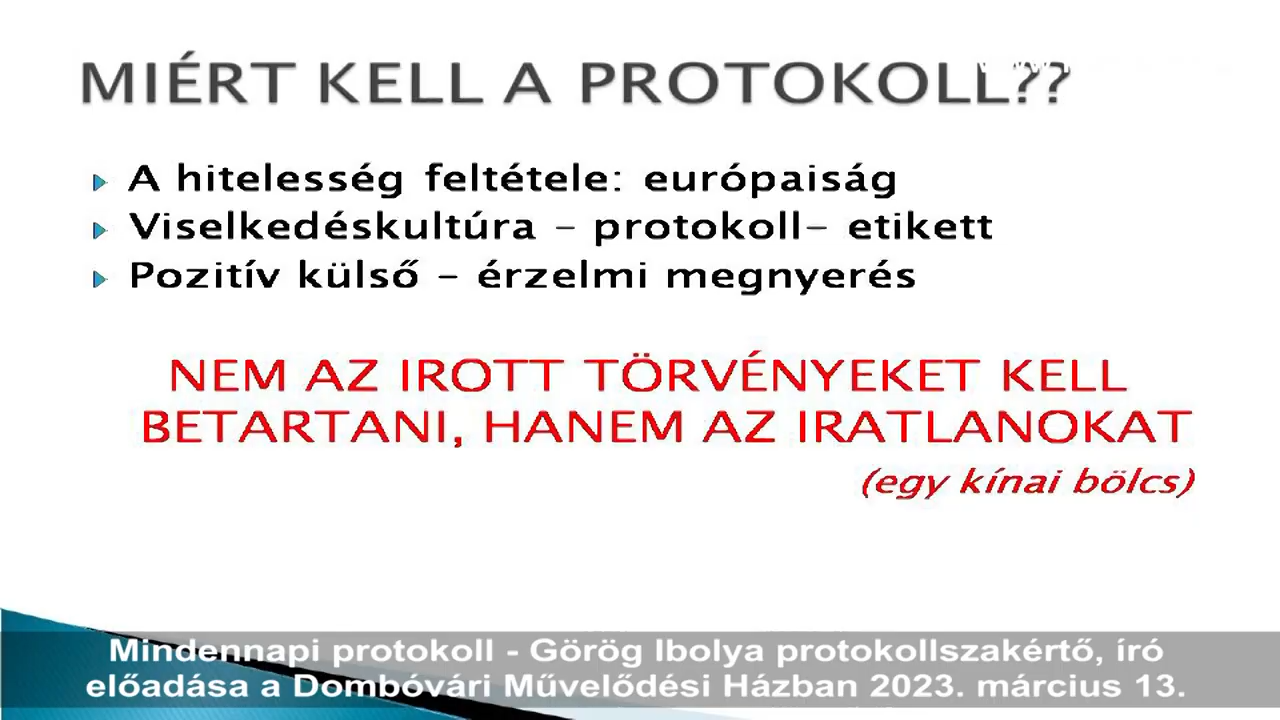 MIÉRT KELL A PROTOKOLL??
A hitelesség feltétele: európaiság
Viselkedéskultúra – protokoll– etikett
Pozitív külső – érzelmi megnyerés
NEM AZ IROTT TÖRVÉNYEKET KELL
BETARTANI, HANEM AZ IRATLANOKAT
(egy kínai bölcs)
Mindennapi protokoll - Görög Ibolya protokollszakértő, író
előadása a Dombóvári Művelődési Házban 2023. március 13.